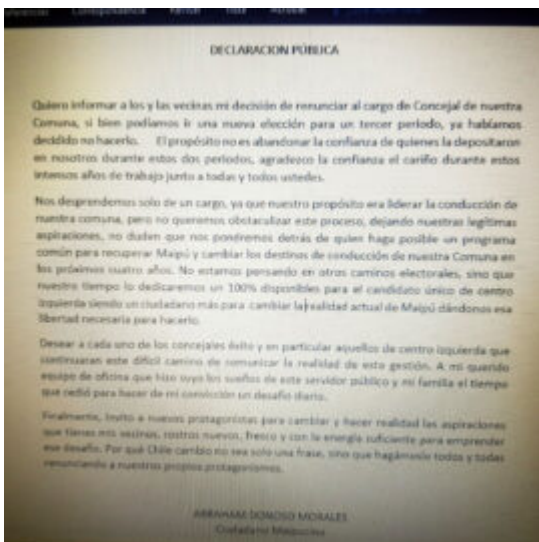 Correspondencia
DECLARACION PÚBLICA
Quiero informar a los y las vecinas mi decisión de renunciar al cargo de Concejal de nuestra
Comuna, si bien podíamos ir una nueva elección para un tercer período, ya habíamos
decidido no hacerlo. El propósito no es abandonar la confianza de quienes la depositaron
en nosotros durante estos dos períodos, agradezco la confianza el cariño durante estos
intensos años de trabajo junto a todas y todos ustedes.
Nos desprendemos solo de un cargo, ya que nuestro propósito era liderar la conducción de
nuestra comuna, pero no queremos obstaculizar este proceso, dejando nuestras legítimas
aspiraciones, no duden que nos pondremos detrás de quien haga posible un programa
común para recuperar Maipú y cambiar los destinos de conducción de nuestra Comuna en
los próximos cuatro años. No estamos pensando en otros caminos electorales, sino que
nuestro tiempo lo dedicaremos un 100% disponibles para el candidato único de centro
izquierda siendo un ciudadano más para cambiar la realidad actual de Maipú dándonos esa
libertad necesaria para hacerlo.
Desear a cada uno de los concejales éxito y en particular aquellos de centro izquierda que
continuaran este difícil camino de comunicar la realidad de esta gestión. A mi querido
equipo de oficina que hizo suyo los sueños de este servidor público y mi familia el tiempo
que cedió para hacer de mi convicción un desafío diario.
Finalmente, invito a nuevos protagonistas para cambiar y hacer realidad las aspiraciones
que tienes mis vecinos, rostros nuevos, fresco y con la energía suficiente para emprender
ese desafío. Por qué Chile cambio no sea solo una frase, sino que hagámoslo todos y todas
renunciando a nuestros propios protagonismos.
ABRAHAM DONOSO MORALES
Ciudadano Maipucino